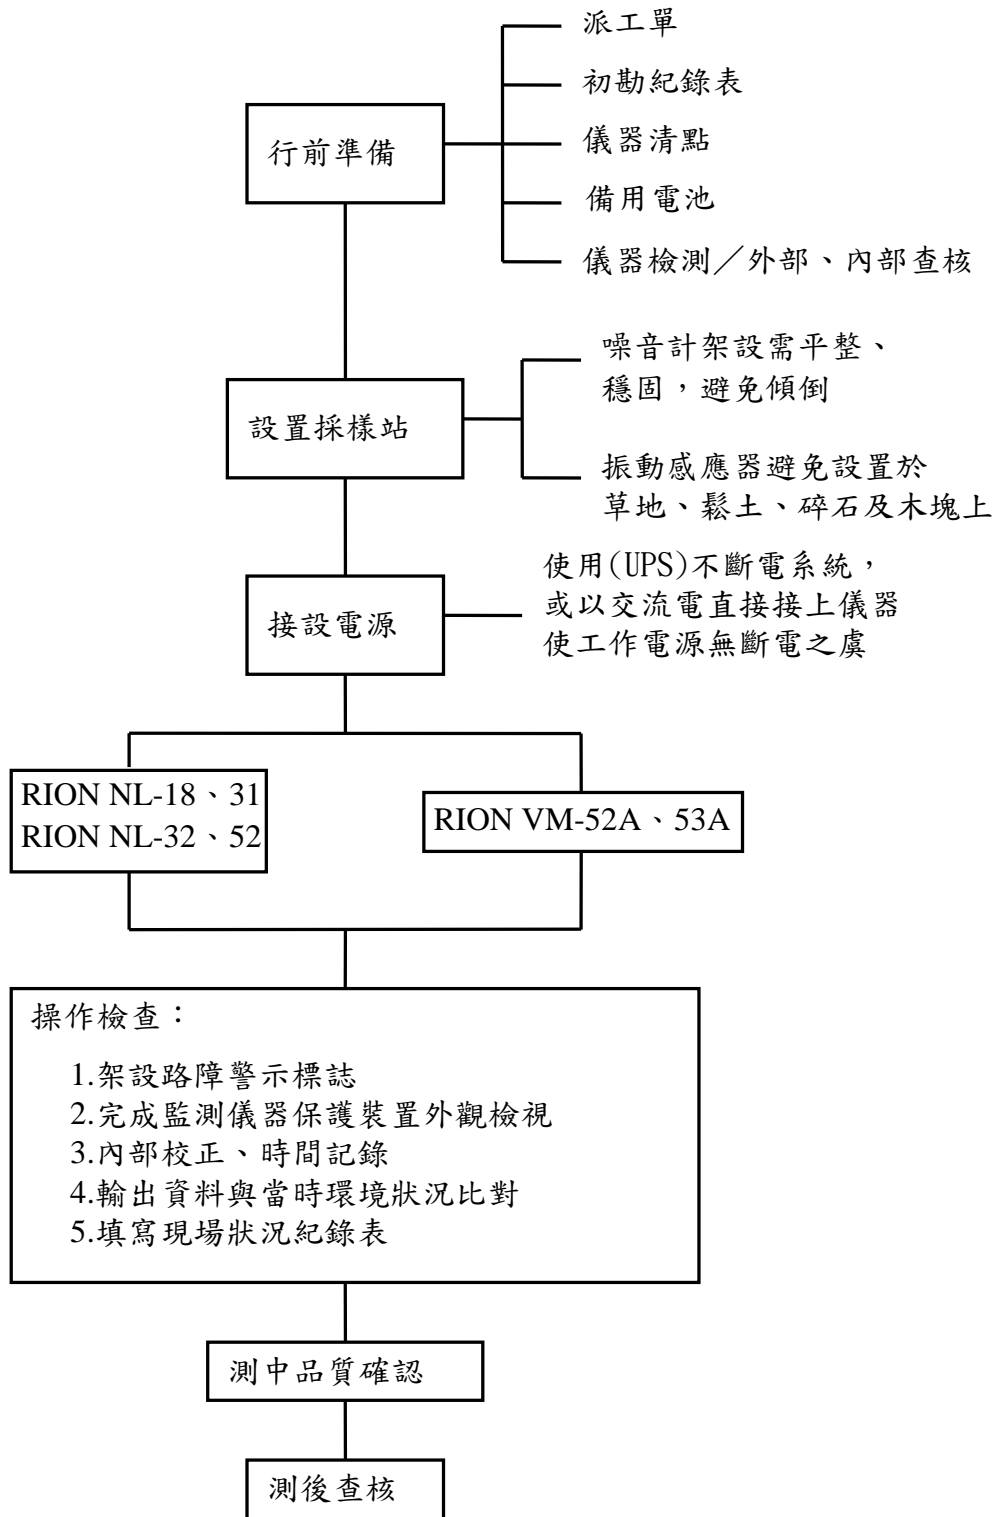 派工單
初勘紀錄表
行前準備
儀器清點
備用電池
儀器檢測／外部、內部查核
噪音計架設需平整、
穩固，避免傾倒
設置採樣站
振動感應器避免設置於
草地、鬆土、碎石及木塊上
使用(UPS)不斷電系統，
或以交流電直接接上儀器
使工作電源無斷電之虞
接設電源
RION NL-18、31
RION NL-32、52
RION VM-52A、53A
操作檢查：
1.架設路障警示標誌
2.完成監測儀器保護裝置外觀檢視
3.內部校正、時間記錄
4.輸出資料與當時環境狀況比對
5.填寫現場狀況紀錄表
測中品質確認
測後查核